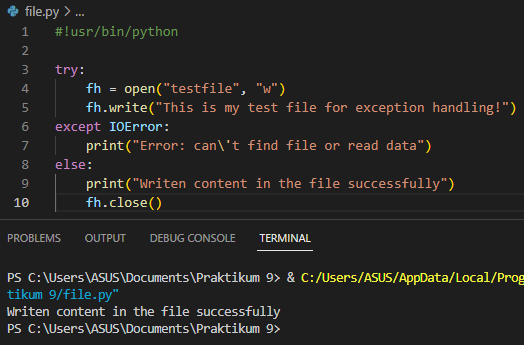 file.py > ...
1 #!usr/bin/python
2
3 try:
4     fh = open("testfile", "w")
5     fh.write("This is my test file for exception handling!")
6 except IOError:
7     print("Error: can\'t find file or read data")
8 else:
9     print("Writen content in the file successfully")
10     fh.close()
PROBLEMS OUTPUT DEBUG CONSOLE TERMINAL
PS C:\Users\ASUS\Documents\Praktikum 9> & C:/Users/ASUS/AppData/Local/Prog
tikum 9/file.py"
Writen content in the file successfully
PS C:\Users\ASUS\Documents\Praktikum 9>